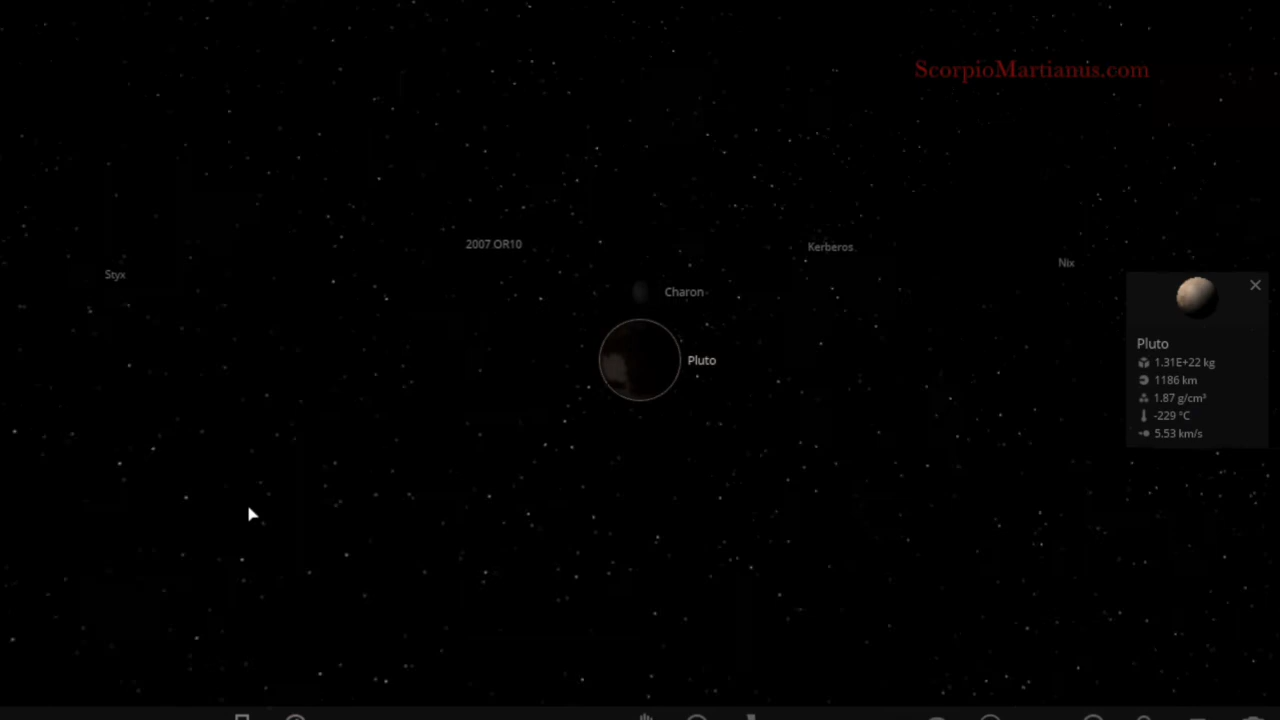 ScorpioMartianus.com
2007 OR10
Kerberos
Nix
Styx
Charon
Pluto
Pluto
1.31E+22 kg
1186 km
1.87 g/cm³
-229 °C
5.53 km/s